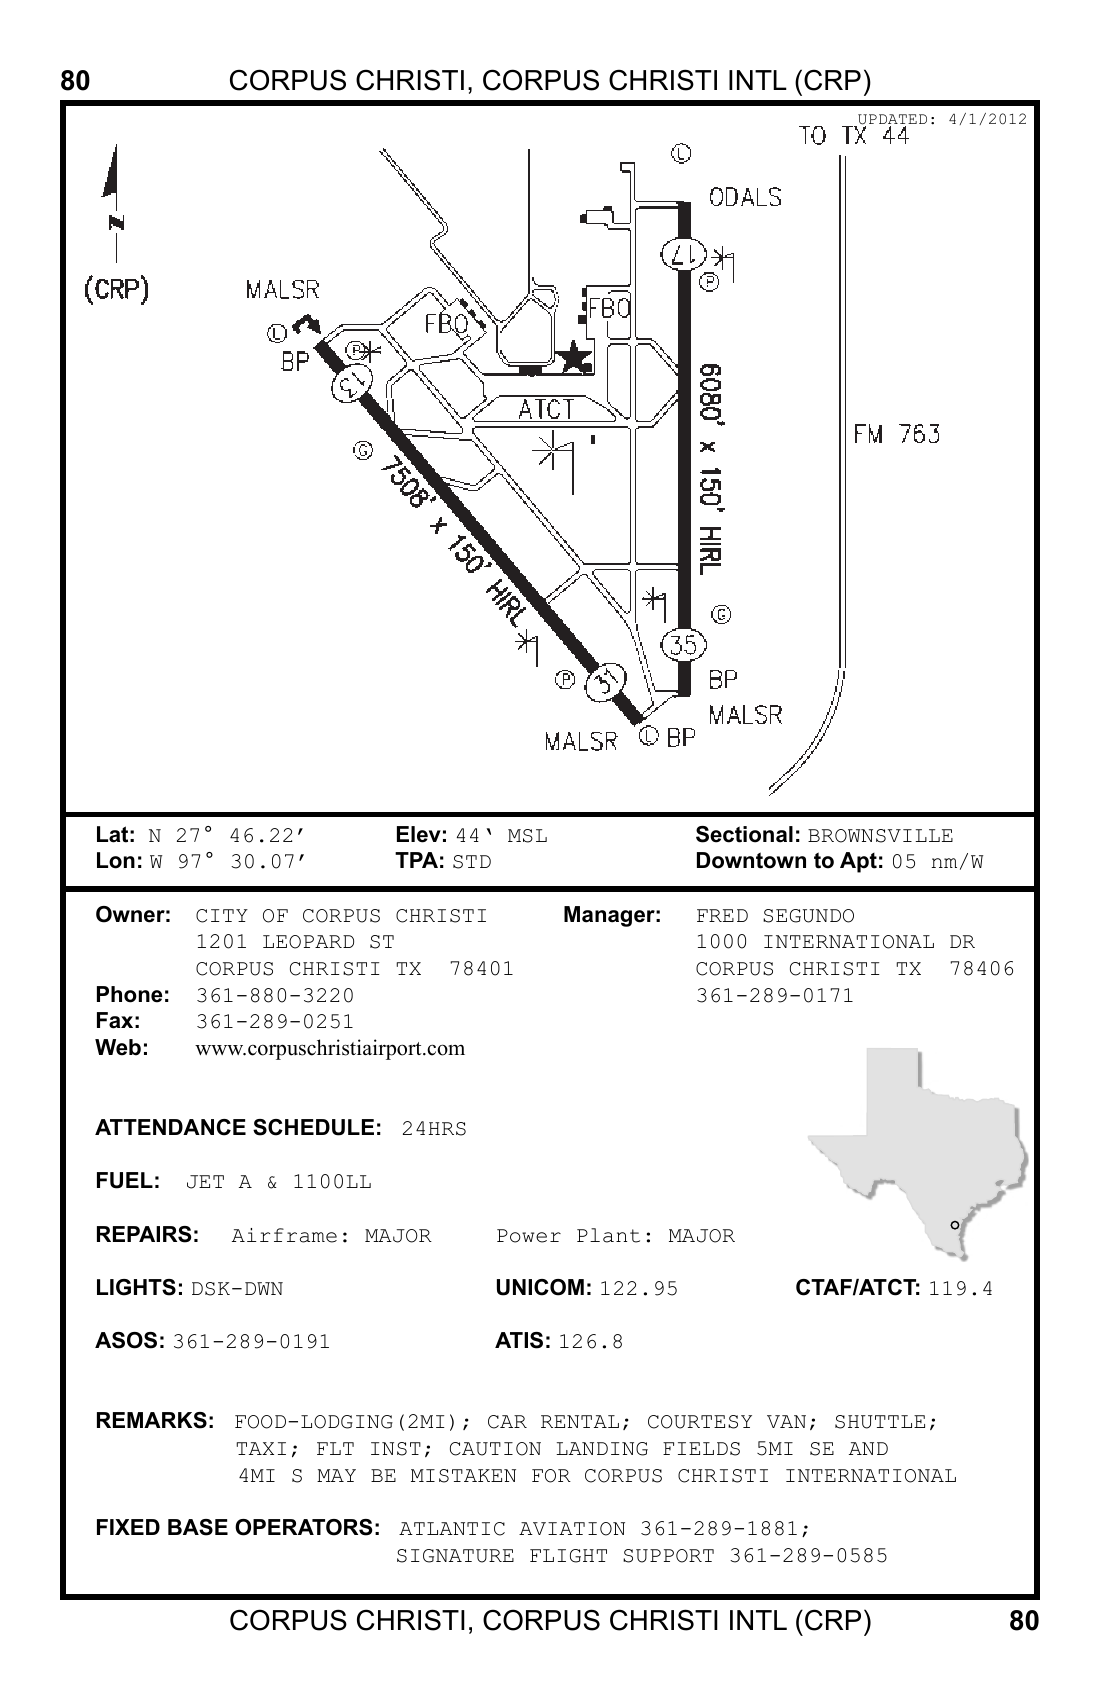 80 CORPUS CHRISTI, CORPUS CHRISTI INTL (CRP)
UPDATED: 4/1/2012
TO TX 44
L
ODALS
N
17
P
(CRP)
MALSR
FBO
FBO
L
BP
P
13
ATCT
6080' x 150' HIRL
FM 763
G
7508' x 150' HIRL
G
35
P
31
BP
MALSR
MALSR
L BP
Lat: N 27° 46.22’ Elev: 44‘ MSL Sectional: BROWNSVILLE
Lon: W 97° 30.07’ TPA: STD Downtown to Apt: 05 nm/W
Owner: CITY OF CORPUS CHRISTI Manager: FRED SEGUNDO
1201 LEOPARD ST 1000 INTERNATIONAL DR
CORPUS CHRISTI TX 78401 CORPUS CHRISTI TX 78406
Phone: 361-880-3220 361-289-0171
Fax: 361-289-0251
Web: www.corpuschristiairport.com
ATTENDANCE SCHEDULE: 24HRS
FUEL: JET A & 1100LL
REPAIRS: Airframe: MAJOR Power Plant: MAJOR
LIGHTS: DSK-DWN UNICOM: 122.95 CTAF/ATCT: 119.4
ASOS: 361-289-0191 ATIS: 126.8
REMARKS: FOOD-LODGING(2MI); CAR RENTAL; COURTESY VAN; SHUTTLE;
TAXI; FLT INST; CAUTION LANDING FIELDS 5MI SE AND
4MI S MAY BE MISTAKEN FOR CORPUS CHRISTI INTERNATIONAL
FIXED BASE OPERATORS: ATLANTIC AVIATION 361-289-1881;
SIGNATURE FLIGHT SUPPORT 361-289-0585
CORPUS CHRISTI, CORPUS CHRISTI INTL (CRP) 80